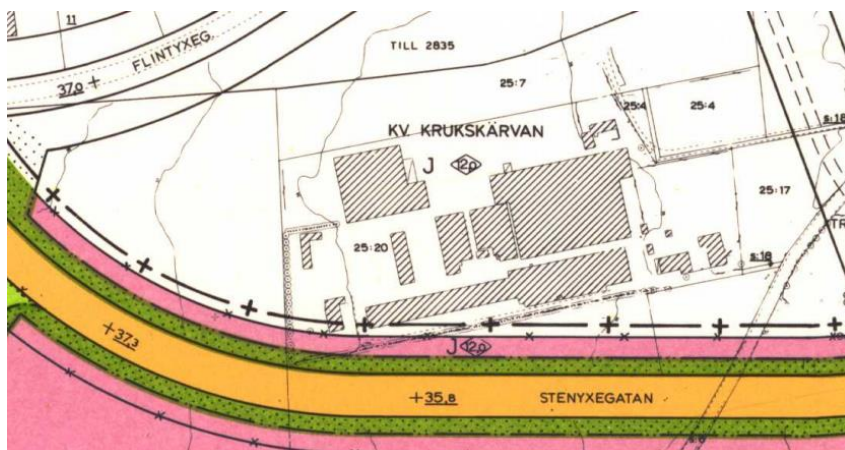 11
TILL 2835
FLINTYXEG.
37,0 +
25:7
25:4
25:4
s:18
KV. KRUKSKÄRVAN
J 12,0
25:17
25:20
s:18
+37,3
J 12,0
+35,8
STENYXEGATAN